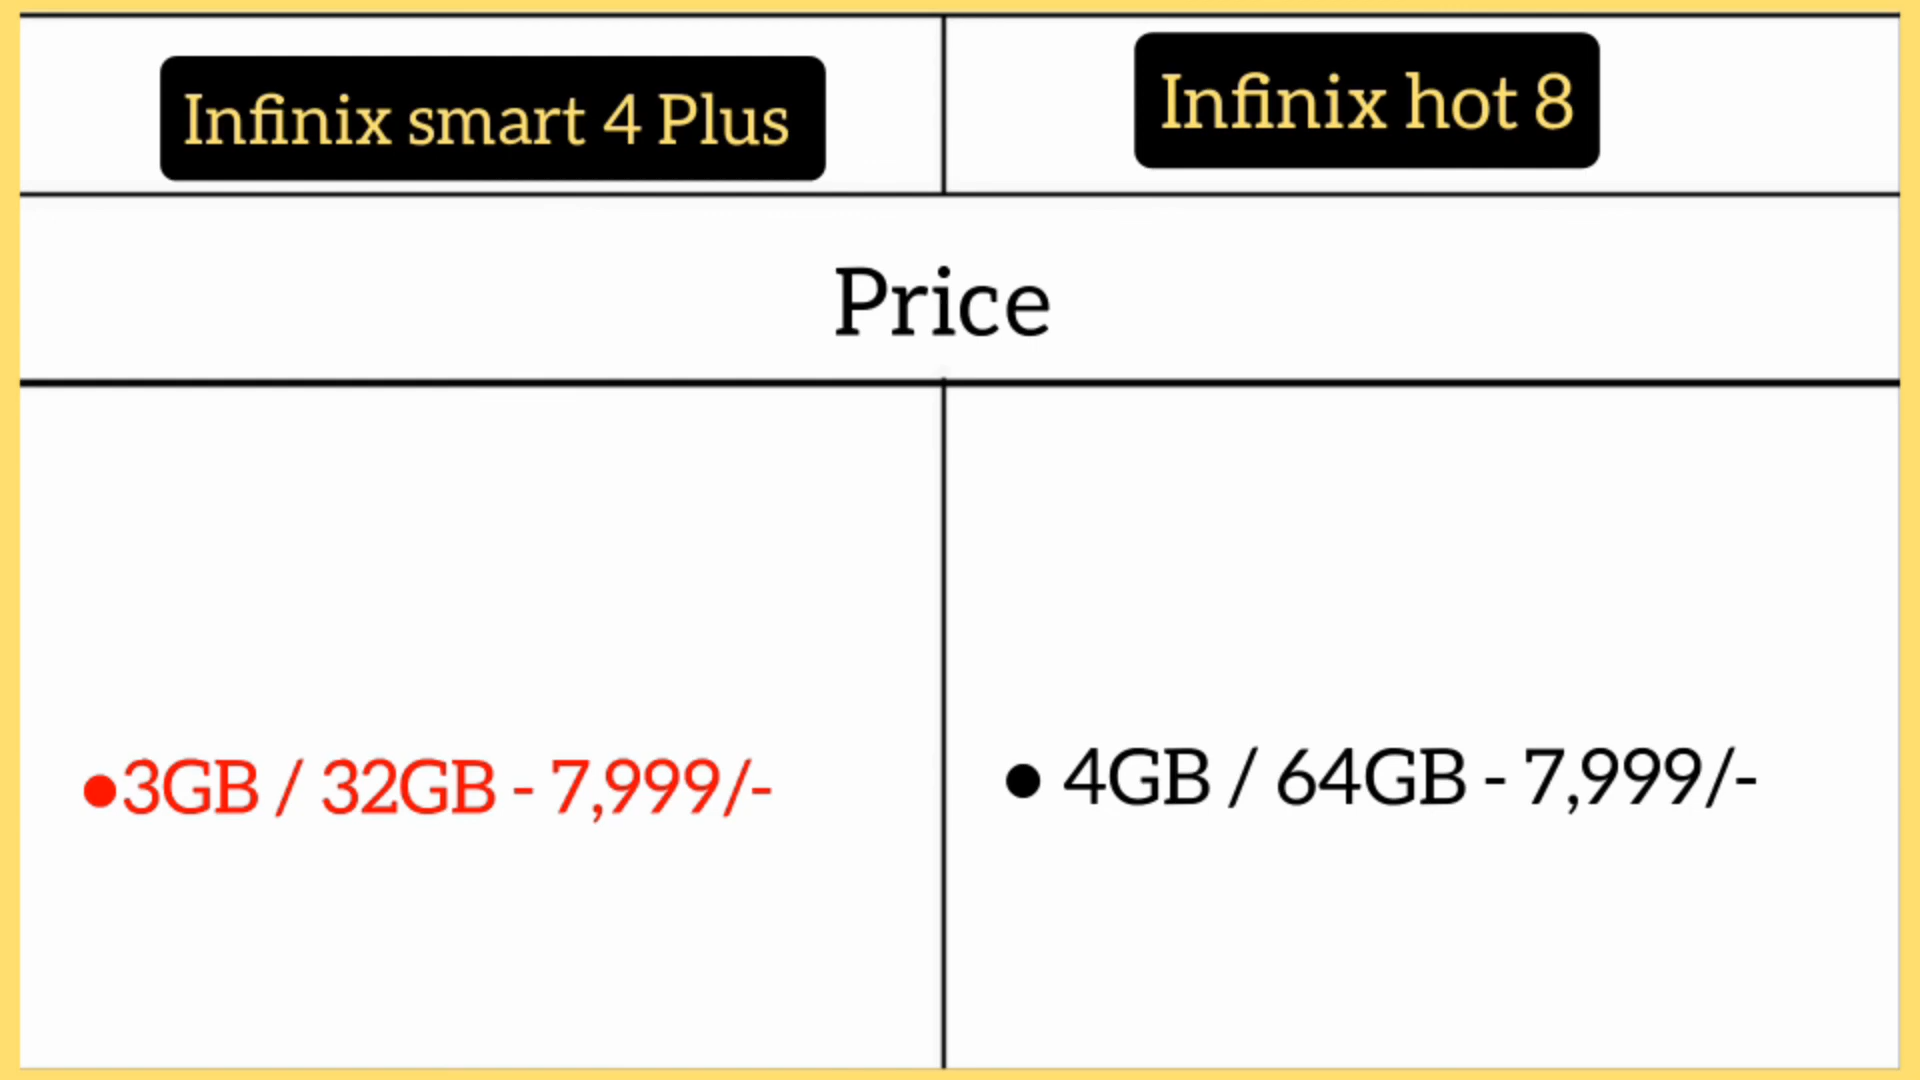 Infinix smart 4 Plus
Infinix hot 8
Price
●3GB / 32GB - 7,999/-
● 4GB / 64GB - 7,999/-